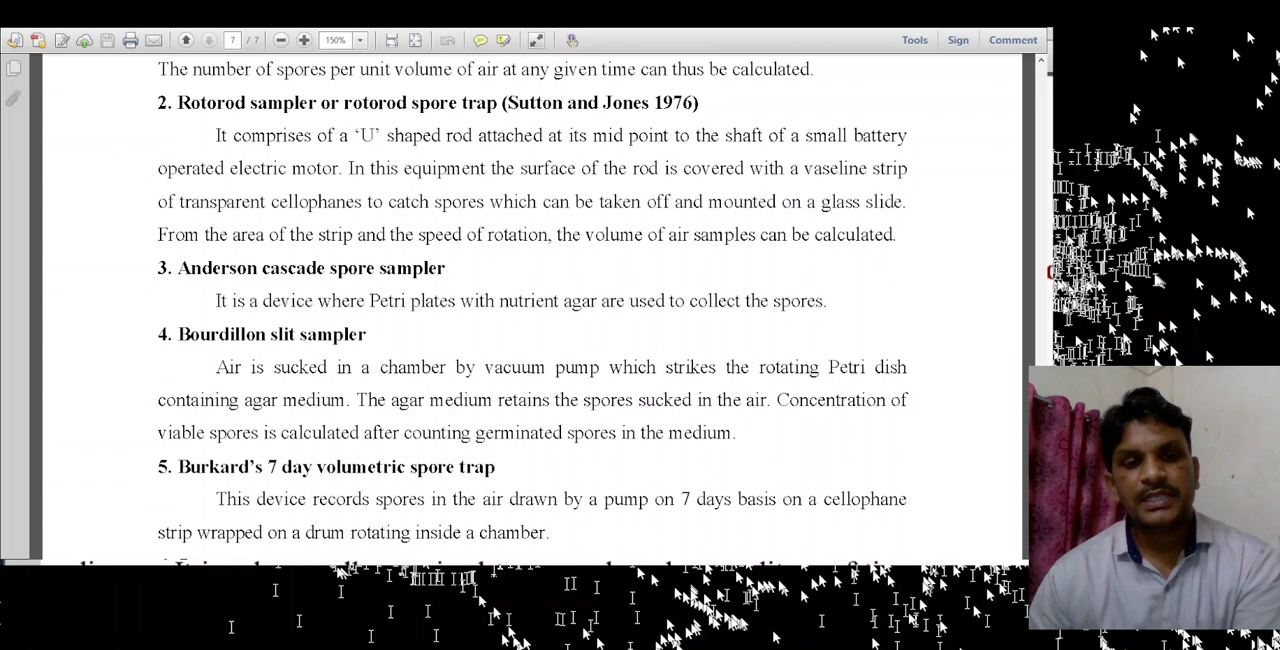 7 / 7
150%
Tools
Sign
Comment
The number of spores per unit volume of air at any given time can thus be calculated.
2. Rotorod sampler or rotorod spore trap (Sutton and Jones 1976)
It comprises of a ‘U’ shaped rod attached at its mid point to the shaft of a small battery
operated electric motor. In this equipment the surface of the rod is covered with a vaseline strip
of transparent cellophanes to catch spores which can be taken off and mounted on a glass slide.
From the area of the strip and the speed of rotation, the volume of air samples can be calculated.
3. Anderson cascade spore sampler
It is a device where Petri plates with nutrient agar are used to collect the spores.
4. Bourdillon slit sampler
Air is sucked in a chamber by vacuum pump which strikes the rotating Petri dish
containing agar medium. The agar medium retains the spores sucked in the air. Concentration of
viable spores is calculated after counting germinated spores in the medium.
5. Burkard’s 7 day volumetric spore trap
This device records spores in the air drawn by a pump on 7 days basis on a cellophane
strip wrapped on a drum rotating inside a chamber.